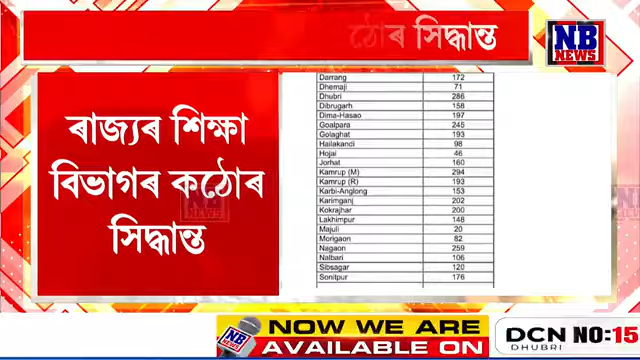 কঠোৰ সিদ্ধান্ত
NB
NEWS
ৰাজ্যৰ শিক্ষা
বিভাগৰ কঠোৰ
সিদ্ধান্ত
Darrang 172
Dhemaji 71
Dhubri 286
Dibrugarh 158
Dima-Hasao 197
Goalpara 245
Golaghat 193
Hailakandi 98
Hojai 46
Jorhat 160
Kamrup (M) 294
Kamrup (R) 193
Karbi-Anglong 153
Karimganj 202
Kokrajhar 200
Lakhimpur 148
Majuli 20
Morigaon 82
Nagaon 259
Nalbari 106
Sibsagar 120
Sonitpur 176
NB
NEWS
NOW WE ARE
AVAILABLE ON
DCN NO:15
DHUBRI